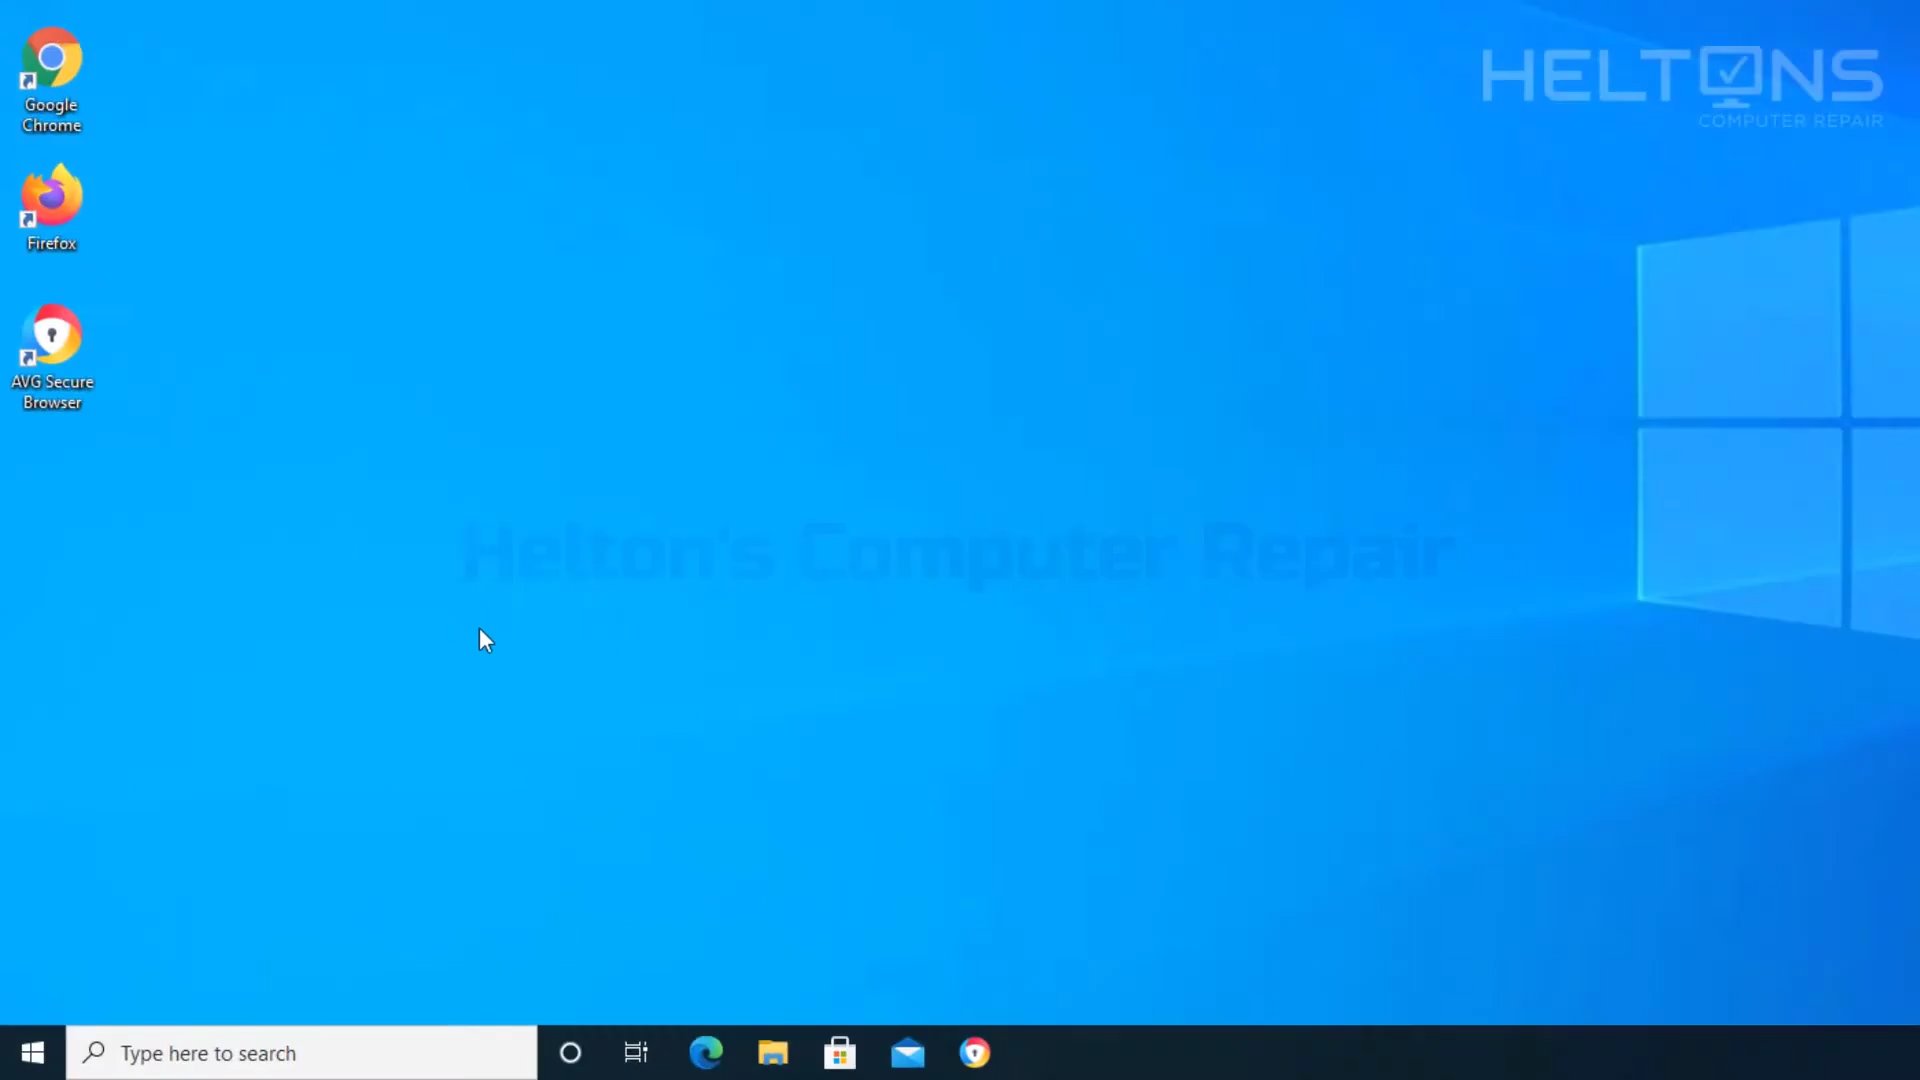 Google
Chrome
Firefox
AVG Secure
Browser
HELTONS
COMPUTER REPAIR
Helton's Computer Repair
Type here to search